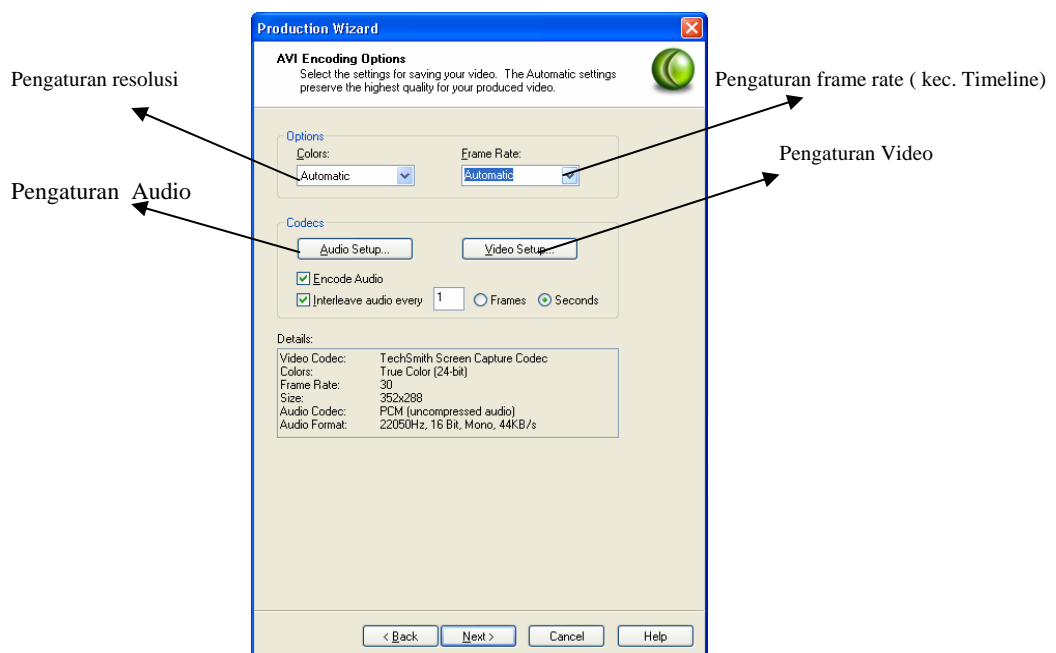 Production Wizard
AVI Encoding Options
Select the settings for saving your video. The Automatic settings
preserve the highest quality for your produced video.
Pengaturan resolusi
Pengaturan frame rate ( kec. Timeline)
Options
Colors:
Frame Rate:
Automatic
Automatic
Pengaturan Video
Pengaturan Audio
Codecs
Audio Setup...
Video Setup...
Encode Audio
Interleave audio every 1 Frames Seconds
Details:
Video Codec: TechSmith Screen Capture Codec
Colors: True Color (24-bit)
Frame Rate: 30
Size: 352x288
Audio Codec: PCM (uncompressed audio)
Audio Format: 22050Hz, 16 Bit, Mono, 44KB/s
< Back Next > Cancel Help